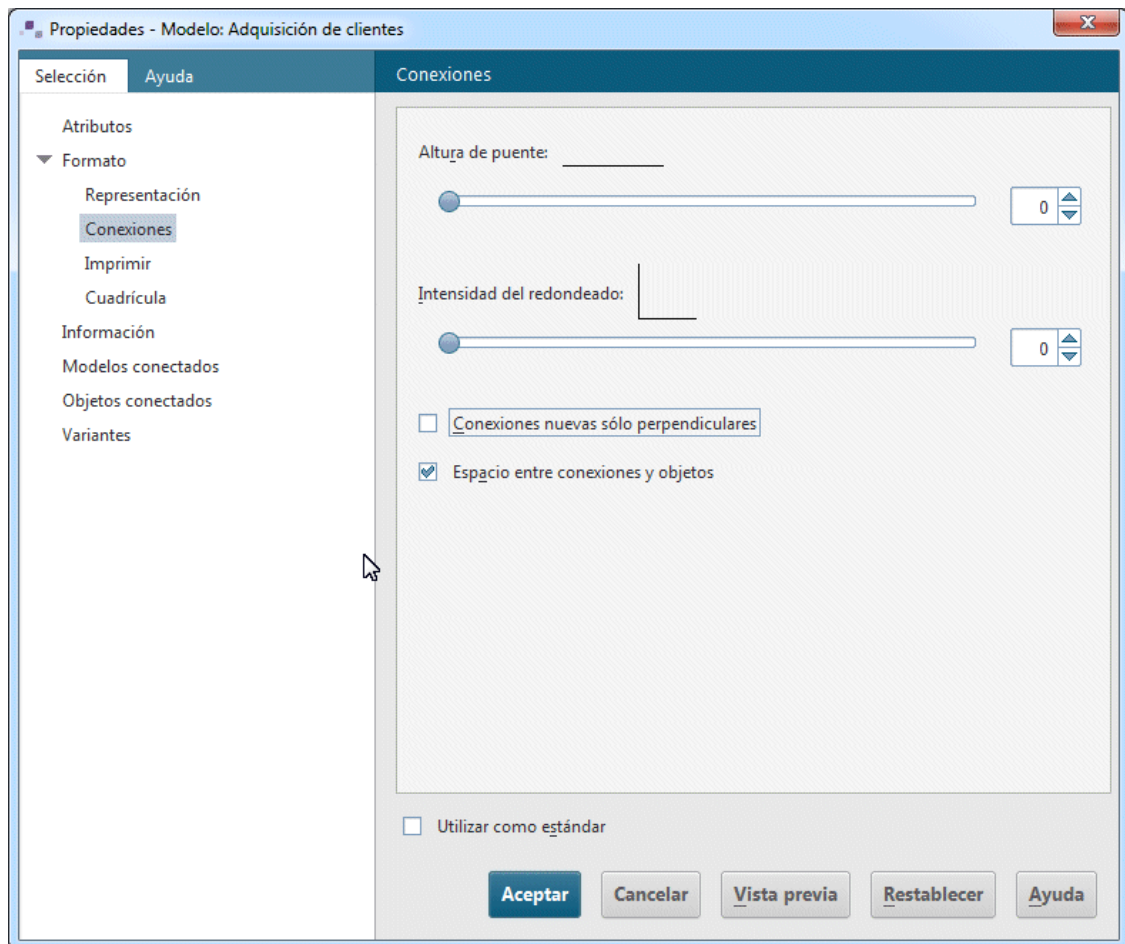 Propiedades - Modelo: Adquisición de clientes
Selección Ayuda
Conexiones
Atributos
Formato
Representación
Conexiones
Imprimir
Cuadrícula
Información
Modelos conectados
Objetos conectados
Variantes
Altura de puente:
0
Intensidad del redondeado:
0
Conexiones nuevas sólo perpendiculares
Espacio entre conexiones y objetos
Utilizar como estándar
Aceptar Cancelar Vista previa Restablecer Ayuda